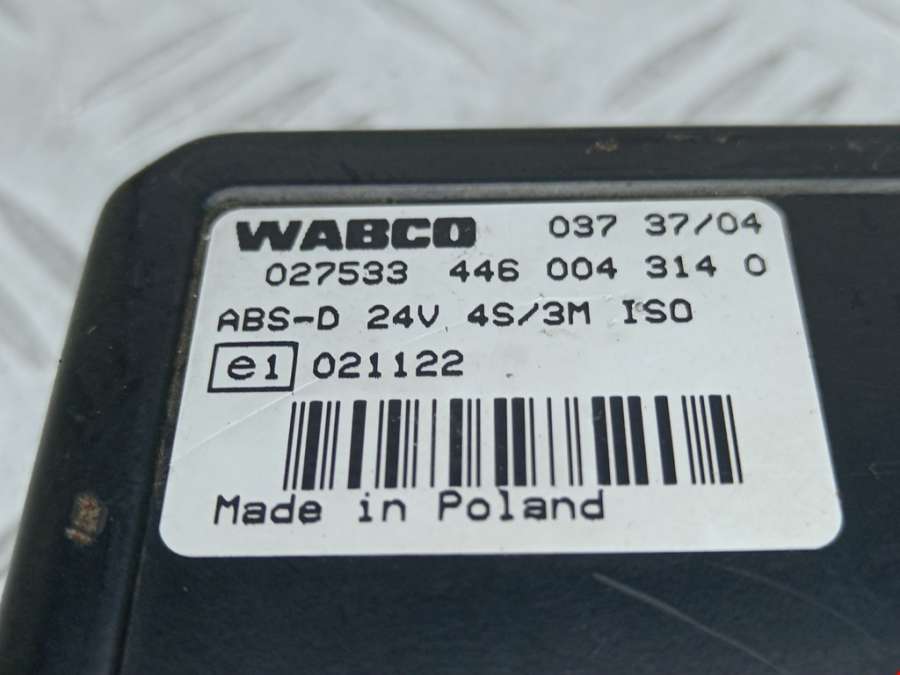 WABCO 037 37/04
027533 446 004 314 0
ABS-D 24V 4S/3M ISO
e1 021122
Made in Poland